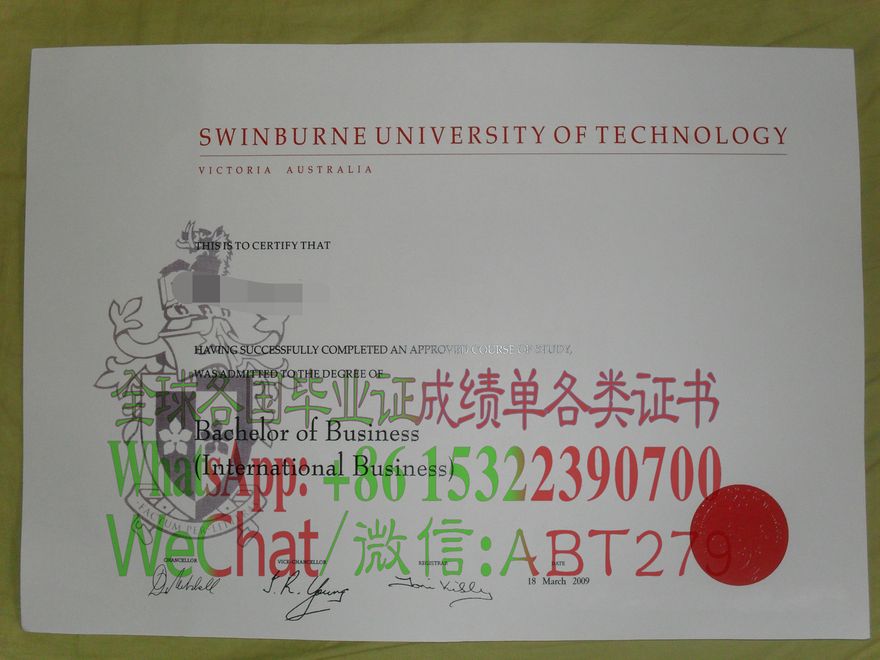 SWINBURNE UNIVERSITY OF TECHNOLOGY
VICTORIA AUSTRALIA
THIS IS TO CERTIFY THAT
HAVING SUCCESSFULLY COMPLETED AN APPROVED COURSE OF STUDY,
WAS ADMITTED TO THE DEGREE OF
全球各国毕业证成绩单各类证书
Bachelor of Business
WhatsApp: +86 15322390700
(International Business)
WeChat/微信:ABT279
CHANCELLOR VICE-CHANCELLOR REGISTRAR DATE
18 March 2009